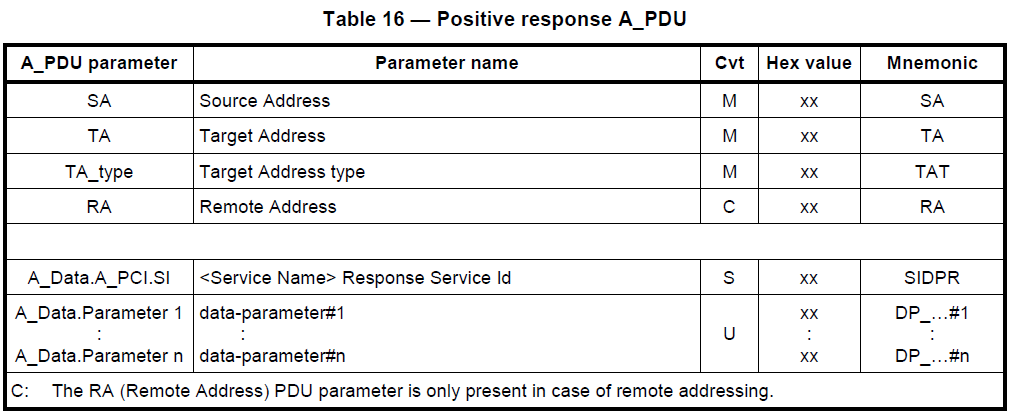 Table 16 — Positive response A_PDU
A_PDU parameter Parameter name Cvt Hex value Mnemonic
SA Source Address M xx SA
TA Target Address M xx TA
TA_type Target Address type M xx TAT
RA Remote Address C xx RA
A_Data.A_PCI.SI <Service Name> Response Service Id S xx SIDPR
A_Data.Parameter 1 data-parameter#1 xx DP_…#1
: : U : :
A_Data.Parameter n data-parameter#n xx DP_…#n
C: The RA (Remote Address) PDU parameter is only present in case of remote addressing.